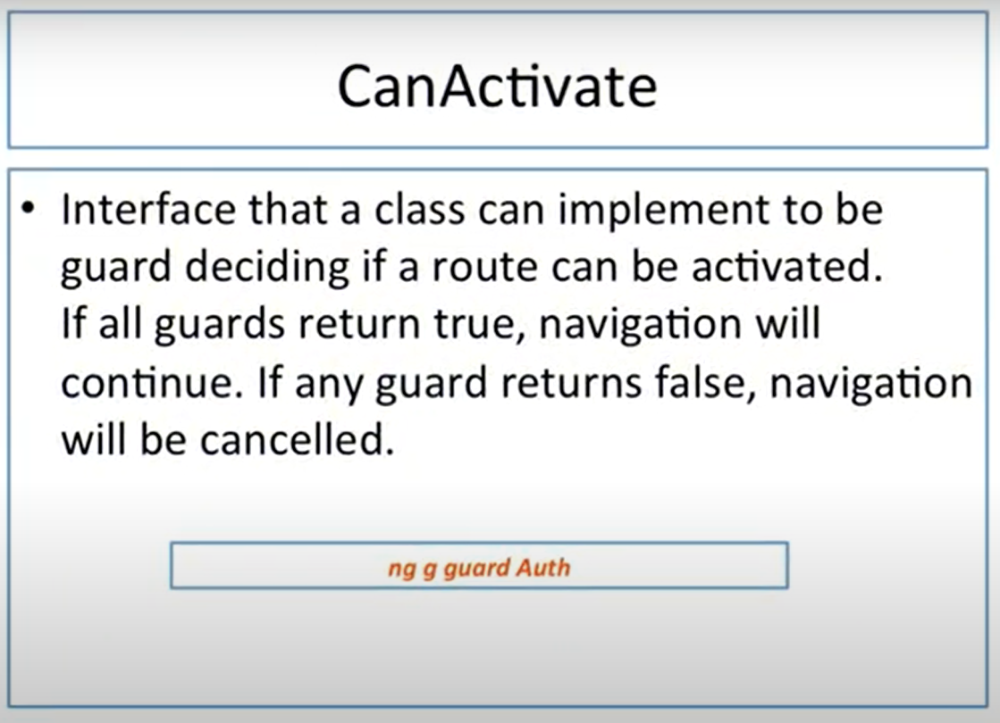 CanActivate
• Interface that a class can implement to be
guard deciding if a route can be activated.
If all guards return true, navigation will
continue. If any guard returns false, navigation
will be cancelled.
ng g guard Auth